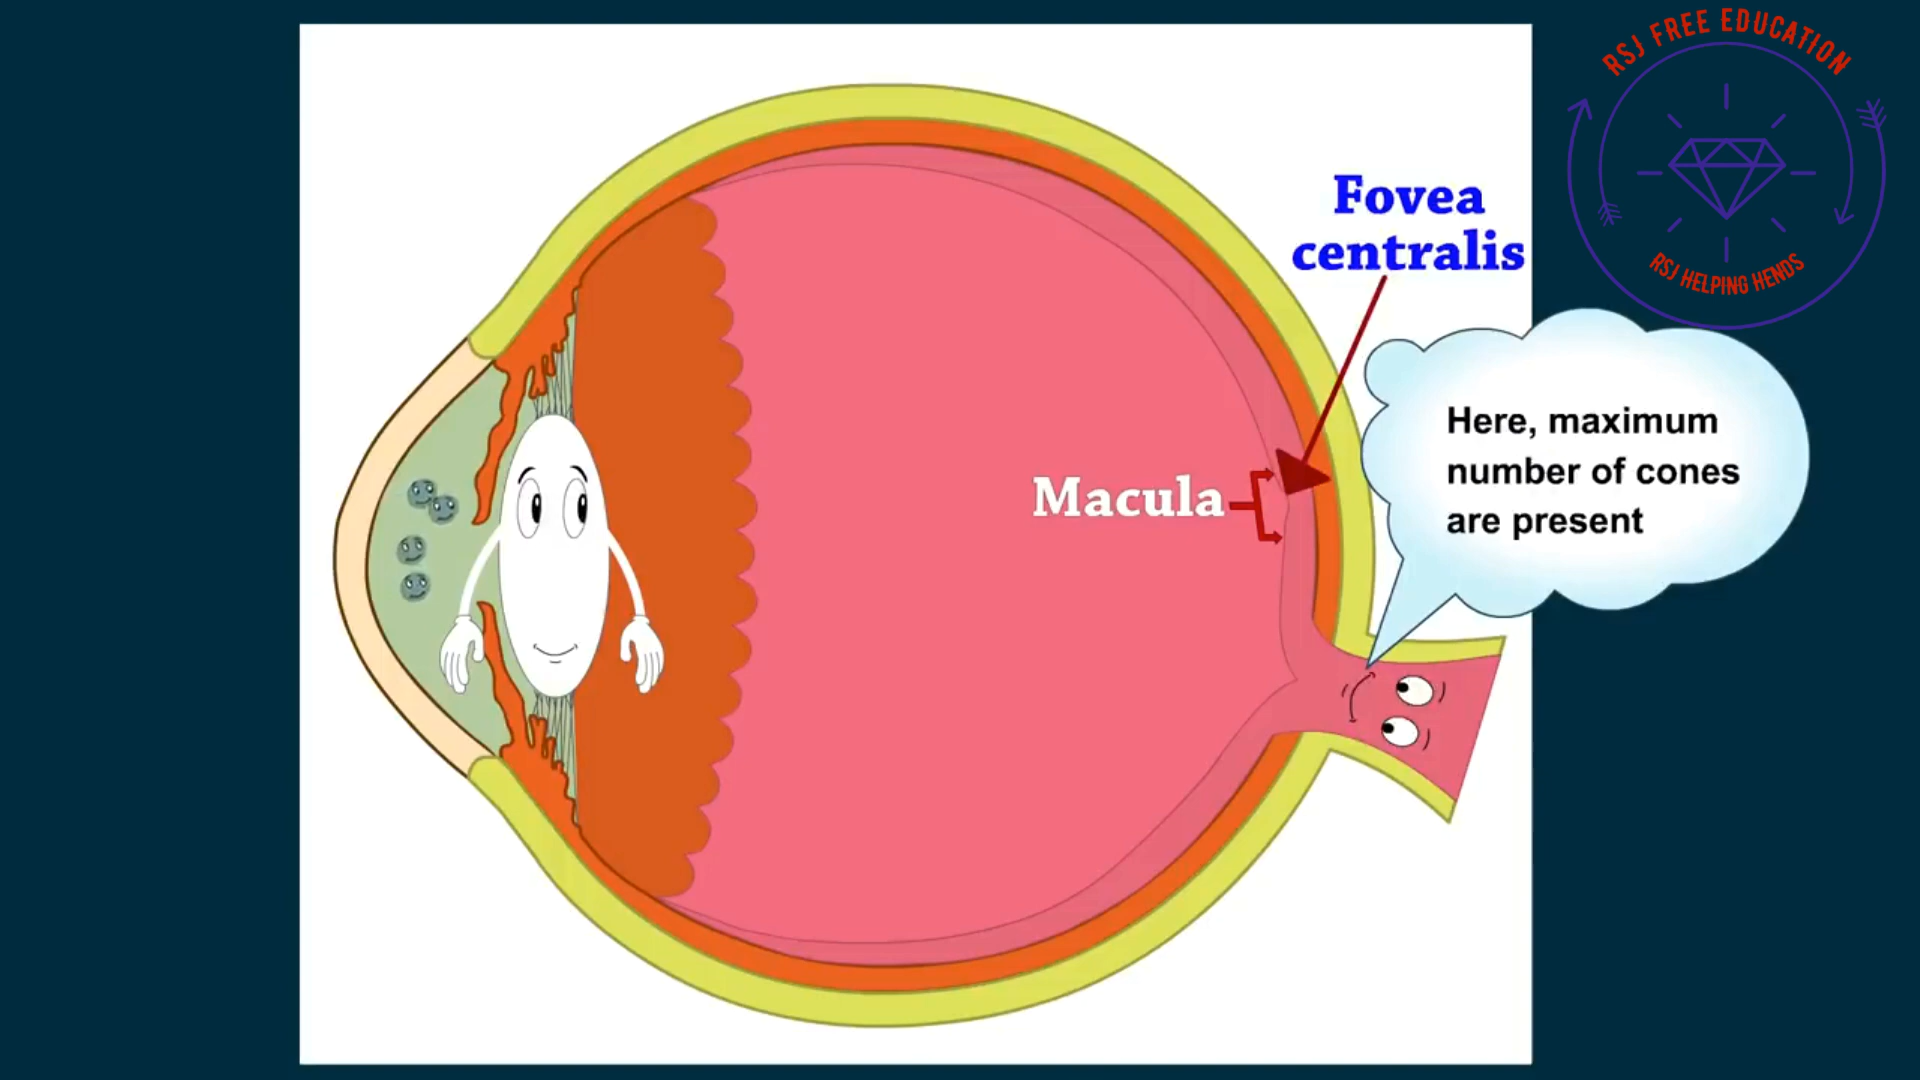 RSJ FREE EDUCATION
RSJ HELPING HENDS
Fovea
centralis
Macula
Here, maximum
number of cones
are present